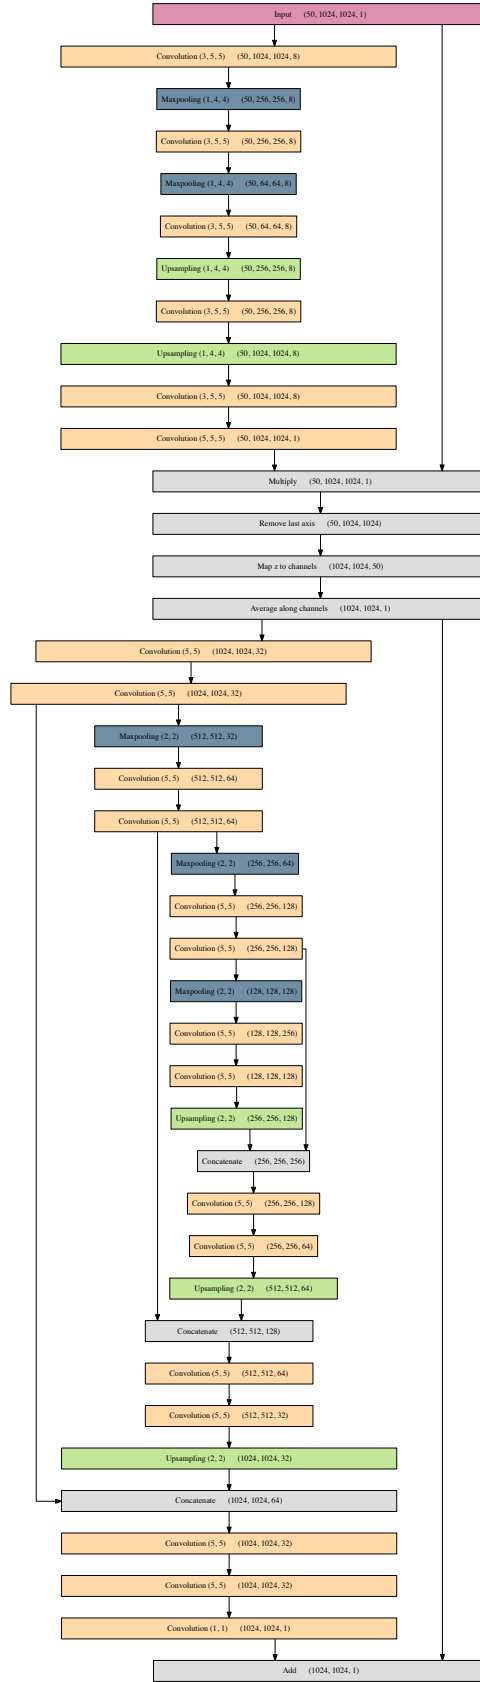 Input (50, 1024, 1024, 1)
Convolution (3, 5, 5) (50, 1024, 1024, 8)
Maxpooling (1, 4, 4) (50, 256, 256, 8)
Convolution (3, 5, 5) (50, 256, 256, 8)
Maxpooling (1, 4, 4) (50, 64, 64, 8)
Convolution (3, 5, 5) (50, 64, 64, 8)
Upsampling (1, 4, 4) (50, 256, 256, 8)
Convolution (3, 5, 5) (50, 256, 256, 8)
Upsampling (1, 4, 4) (50, 1024, 1024, 8)
Convolution (3, 5, 5) (50, 1024, 1024, 8)
Convolution (5, 5, 5) (50, 1024, 1024, 1)
Multiply (50, 1024, 1024, 1)
Remove last axis (50, 1024, 1024)
Map z to channels (1024, 1024, 50)
Average along channels (1024, 1024, 1)
Convolution (5, 5) (1024, 1024, 32)
Convolution (5, 5) (1024, 1024, 32)
Maxpooling (2, 2) (512, 512, 32)
Convolution (5, 5) (512, 512, 64)
Convolution (5, 5) (512, 512, 64)
Maxpooling (2, 2) (256, 256, 64)
Convolution (5, 5) (256, 256, 128)
Convolution (5, 5) (256, 256, 128)
Maxpooling (2, 2) (128, 128, 128)
Convolution (5, 5) (128, 128, 256)
Convolution (5, 5) (128, 128, 128)
Upsampling (2, 2) (256, 256, 128)
Concatenate (256, 256, 256)
Convolution (5, 5) (256, 256, 128)
Convolution (5, 5) (256, 256, 64)
Upsampling (2, 2) (512, 512, 64)
Concatenate (512, 512, 128)
Convolution (5, 5) (512, 512, 64)
Convolution (5, 5) (512, 512, 32)
Upsampling (2, 2) (1024, 1024, 32)
Concatenate (1024, 1024, 64)
Convolution (5, 5) (1024, 1024, 32)
Convolution (5, 5) (1024, 1024, 32)
Convolution (1, 1) (1024, 1024, 1)
Add (1024, 1024, 1)